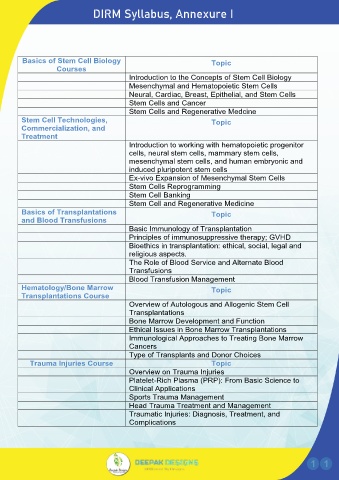 DIRM Syllabus, Annexure I
Basics of Stem Cell Biology
Courses
Topic
Introduction to the Concepts of Stem Cell Biology
Mesenchymal and Hematopoietic Stem Cells
Neural, Cardiac, Breast, Epithelial, and Stem Cells
Stem Cells and Cancer
Stem Cells and Regenerative Medcine
Stem Cell Technologies,
Commercialization, and
Treatment
Topic
Introduction to working with hematopoietic progenitor
cells, neural stem cells, mammary stem cells,
mesenchymal stem cells, and human embryonic and
induced pluripotent stem cells
Ex-vivo Expansion of Mesenchymal Stem Cells
Stem Cells Reprogramming
Stem Cell Banking
Stem Cell and Regenerative Medicine
Basics of Transplantations
and Blood Transfusions
Topic
Basic Immunology of Transplantation
Principles of immunosuppressive therapy; GVHD
Bioethics in transplantation: ethical, social, legal and
religious aspects.
The Role of Blood Service and Alternate Blood
Transfusions
Blood Transfusion Management
Hematology/Bone Marrow
Transplantations Course
Topic
Overview of Autologous and Allogenic Stem Cell
Transplantations
Bone Marrow Development and Function
Ethical Issues in Bone Marrow Transplantations
Immunological Approaches to Treating Bone Marrow
Cancers
Type of Transplants and Donor Choices
Trauma Injuries Course
Topic
Overview on Trauma Injuries
Platelet-Rich Plasma (PRP): From Basic Science to
Clinical Applications
Sports Trauma Management
Head Trauma Treatment and Management
Traumatic Injuries: Diagnosis, Treatment, and
Complications
DEEPAK DESIGNS
1 1